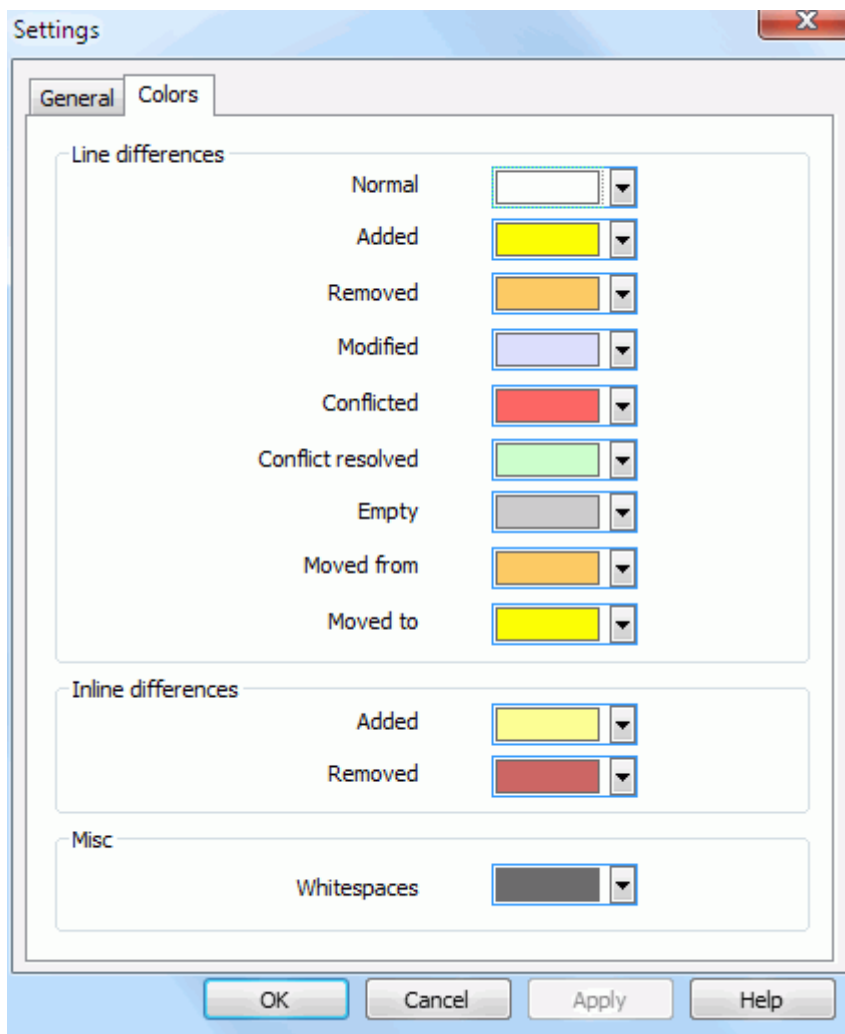 Settings
General
Colors
Line differences
Normal
Added
Removed
Modified
Conflicted
Conflict resolved
Empty
Moved from
Moved to
Inline differences
Added
Removed
Misc
Whitespaces
OK Cancel Apply Help